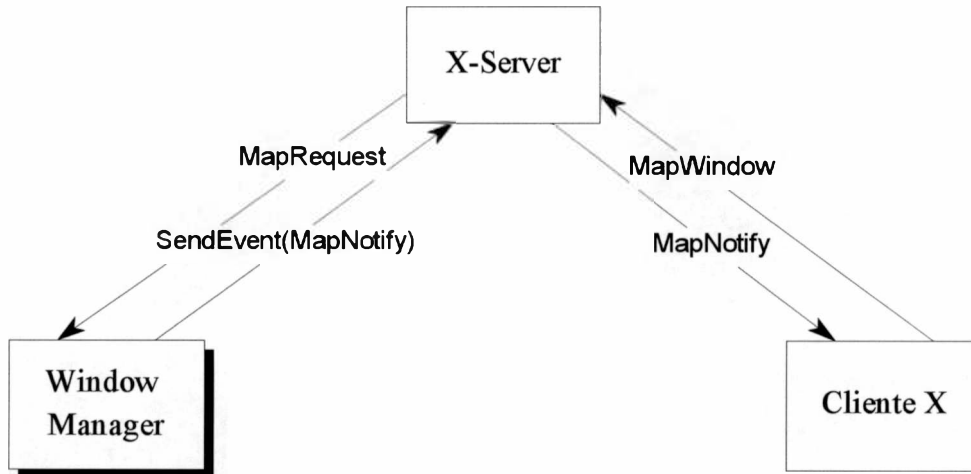 X-Server
MapRequest
MapWindow
SendEvent(MapNotify)
MapNotify
Window
Manager
Cliente X